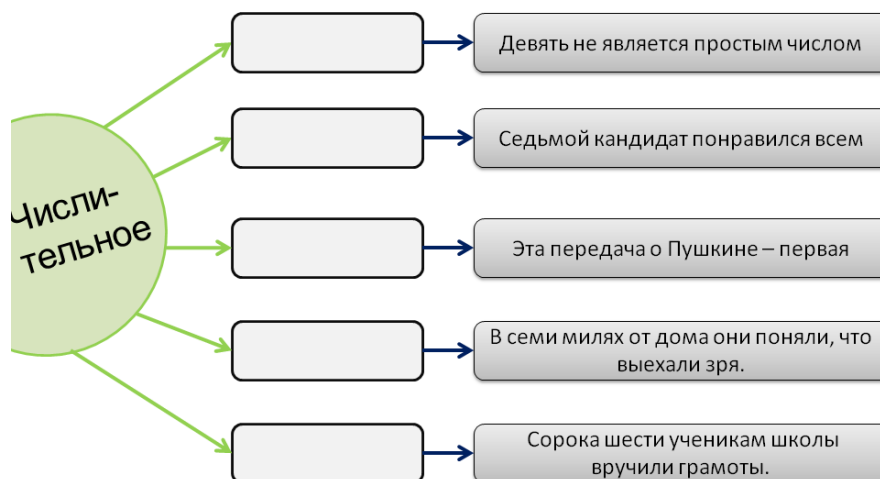 Числи-
тельное
Девять не является простым числом
Седьмой кандидат понравился всем
Эта передача о Пушкине – первая
В семи милях от дома они поняли, что
выехали зря.
Сорока шести ученикам школы
вручили грамоты.